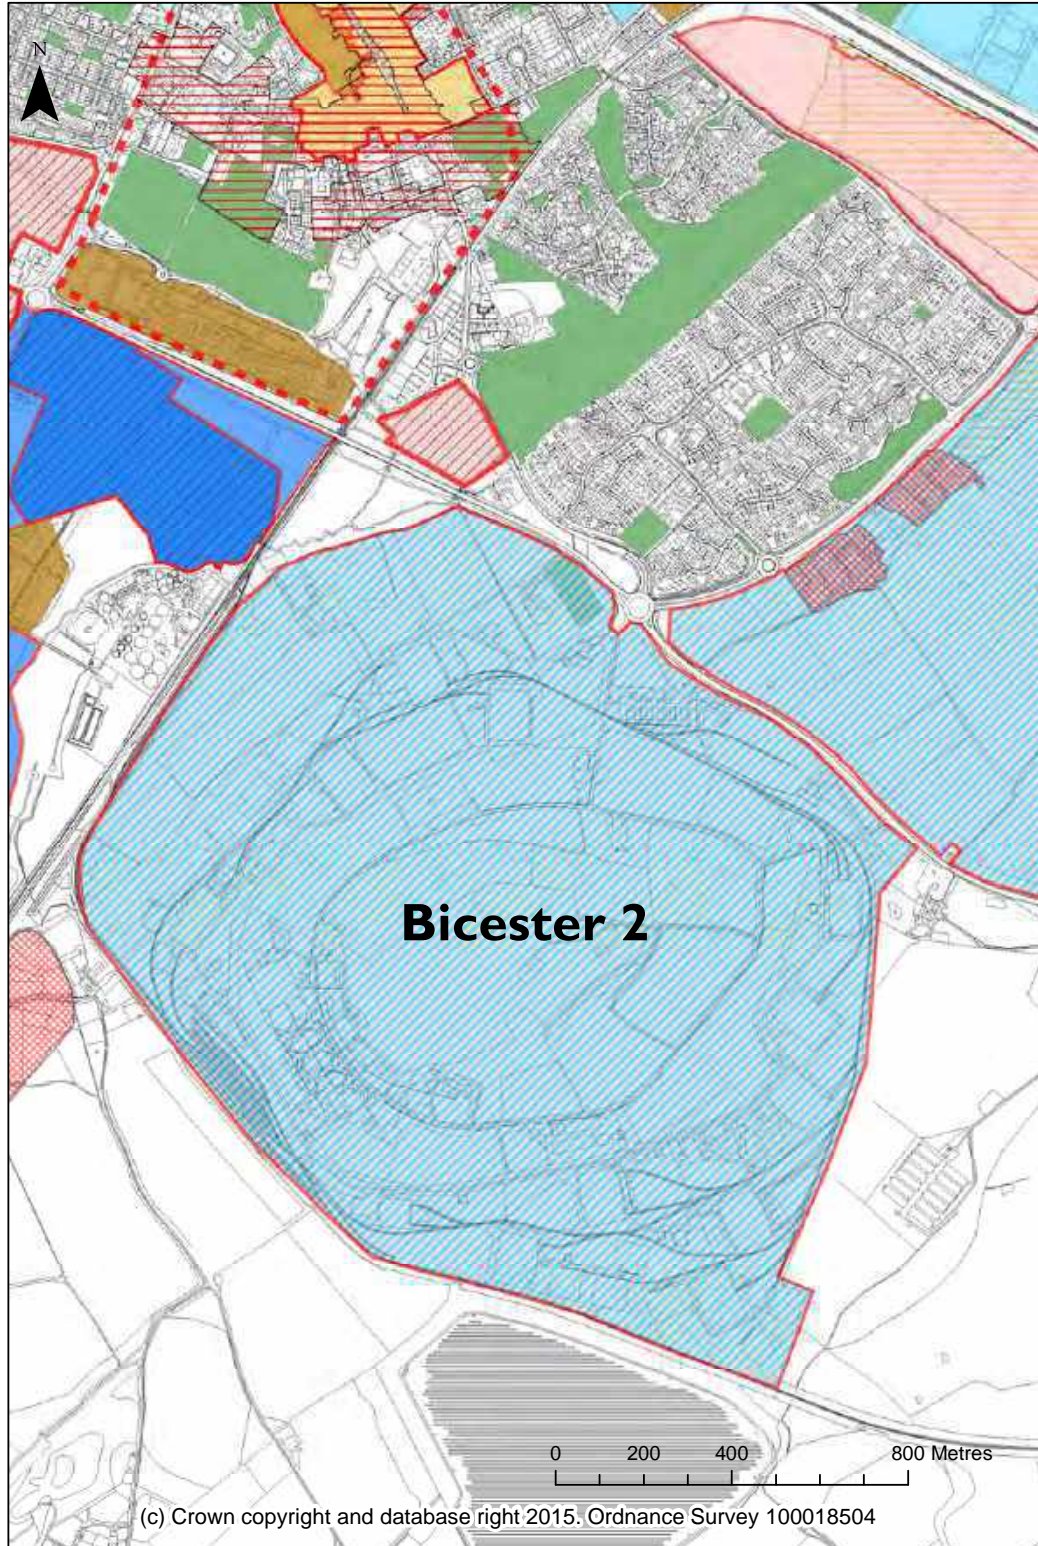 N
Bicester 2
0 200 400 800 Metres
(c) Crown copyright and database right 2015. Ordnance Survey 100018504